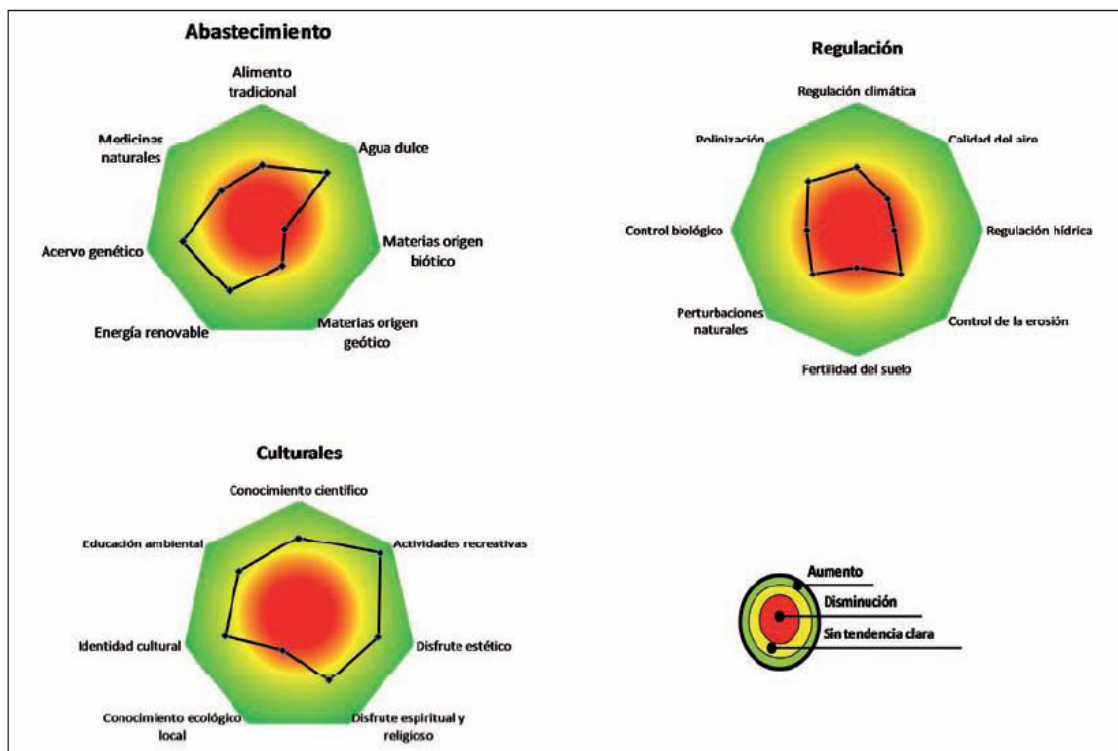 Abastecimiento
Alimento
tradicional
Medicinas
naturales
Agua dulce
Acervo genético
Materias origen
biótico
Energía renovable
Materias origen
geótico
Regulación
Regulación climática
Polinización
Calidad del aire
Control biológico
Regulación hídrica
Perturbaciones
naturales
Control de la erosión
Fertilidad del suelo
Culturales
Conocimiento científico
Educación ambiental
Actividades recreativas
Identidad cultural
Disfrute estético
Conocimiento ecológico
local
Disfrute espiritual y
religioso
Aumento
Disminución
Sin tendencia clara